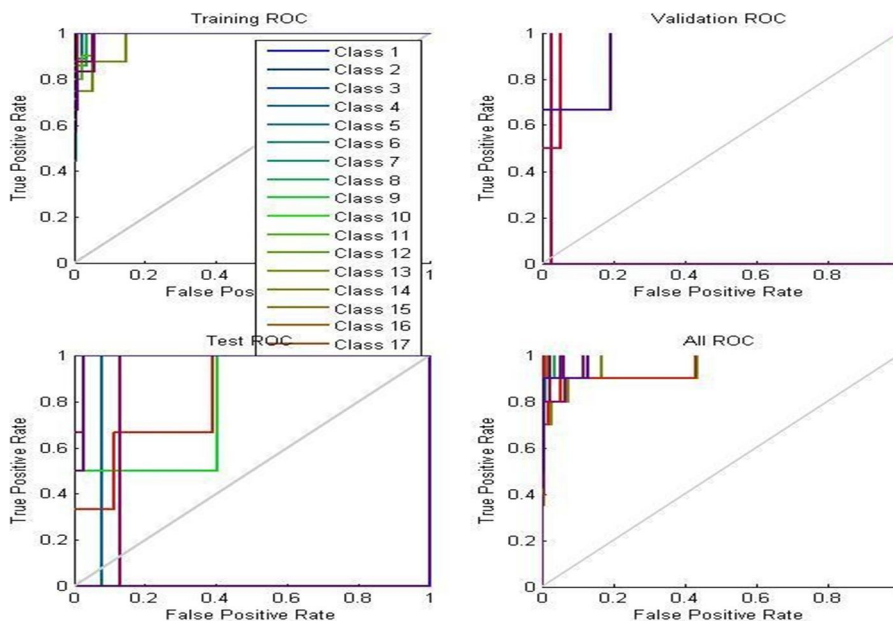 Training ROC
True Positive Rate
1
0.8
0.6
0.4
0.2
0
0 0.2 0.4 1
Class 1
Class 2
Class 3
Class 4
Class 5
Class 6
Class 7
Class 8
Class 9
Class 10
Class 11
Class 12
Class 13
Class 14
Class 15
Class 16
Class 17
Validation ROC
True Positive Rate
1
0.8
0.6
0.4
0.2
0
0 0.2 0.4 0.6 0.8
False Positive Rate
Test ROC
True Positive Rate
1
0.8
0.6
0.4
0.2
0
0 0.2 0.4 0.6 0.8 1
False Positive Rate
All ROC
True Positive Rate
1
0.8
0.6
0.4
0.2
0
0 0.2 0.4 0.6 0.8
False Positive Rate